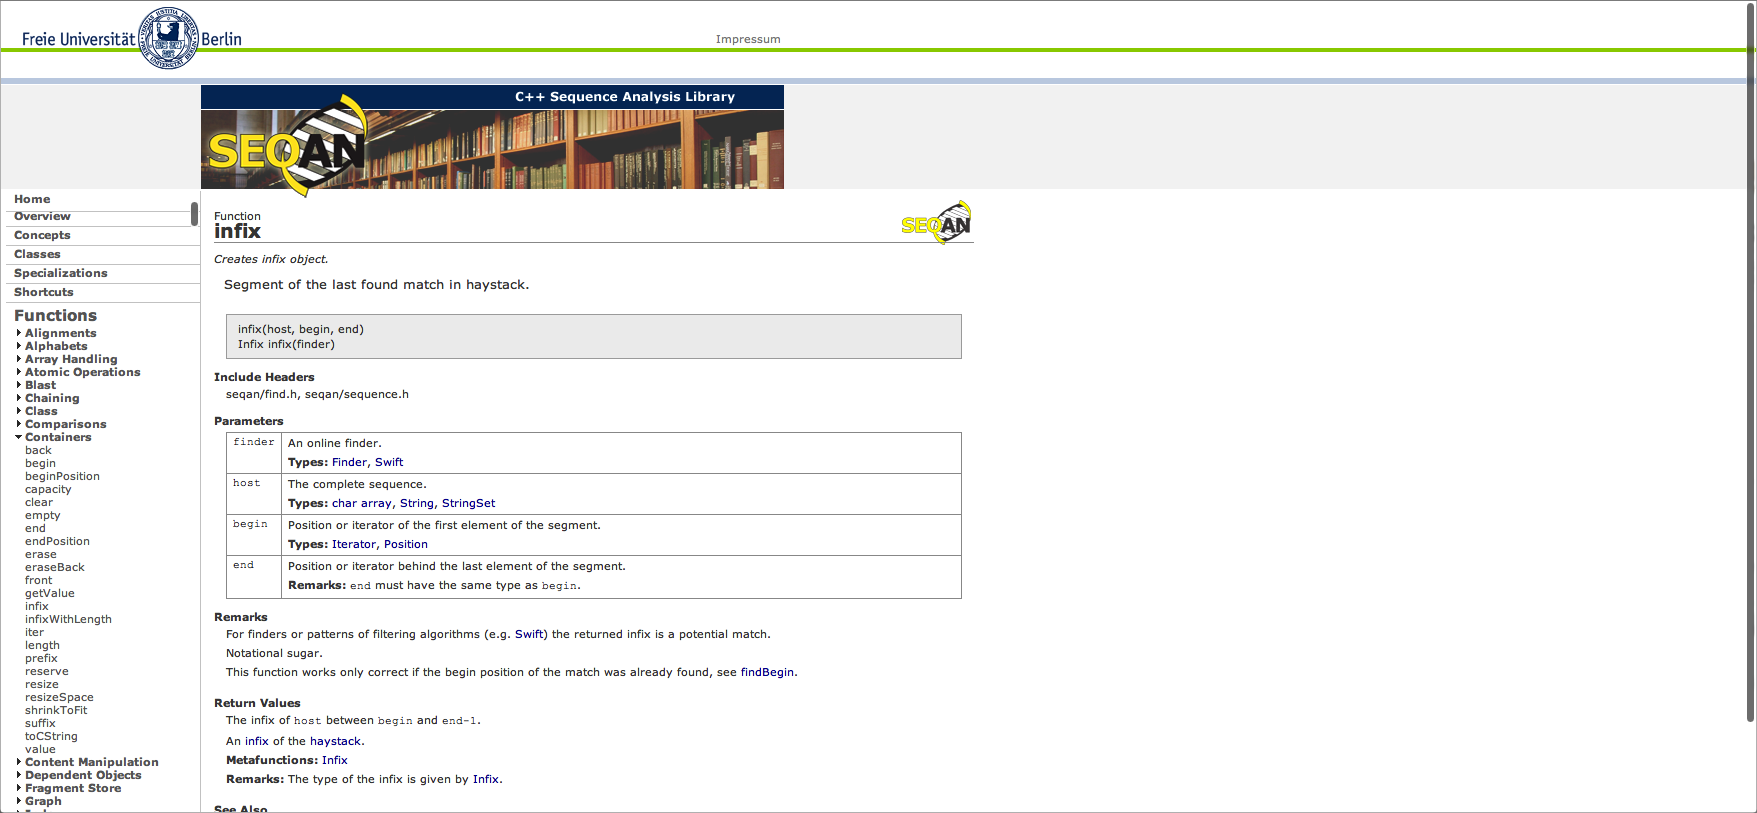 Freie Universität Berlin
Impressum
C++ Sequence Analysis Library
SEQAN
Home
Overview
Concepts
Classes
Specializations
Shortcuts
Functions
Alignments
Alphabets
Array Handling
Atomic Operations
Blast
Chaining
Class
Comparisons
Containers
back
begin
beginPosition
capacity
clear
empty
end
endPosition
erase
eraseBack
front
getValue
infix
infixWithLength
iter
length
prefix
reserve
resize
resizeSpace
shrinkToFit
suffix
toCString
value
Content Manipulation
Dependent Objects
Fragment Store
Graph
Function
infix
SEQAN
Creates infix object.
Segment of the last found match in haystack.
infix(host, begin, end)
Infix infix(finder)
Include Headers
seqan/find.h, seqan/sequence.h
Parameters
finder An online finder.
Types: Finder, Swift
host The complete sequence.
Types: char array, String, StringSet
begin Position or iterator of the first element of the segment.
Types: Iterator, Position
end Position or iterator behind the last element of the segment.
Remarks: end must have the same type as begin.
Remarks
For finders or patterns of filtering algorithms (e.g. Swift) the returned infix is a potential match.
Notational sugar.
This function works only correct if the begin position of the match was already found, see findBegin.
Return Values
The infix of host between begin and end-1.
An infix of the haystack.
Metafunctions: Infix
Remarks: The type of the infix is given by Infix.
See Also